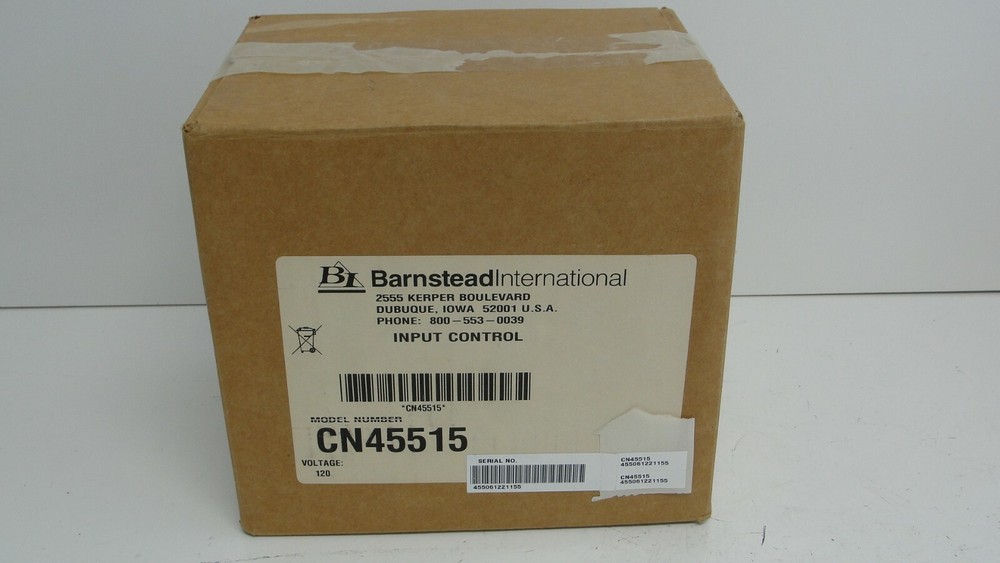 BI BarnsteadInternational
2555 KERPER BOULEVARD
DUBUQUE, IOWA 52001 U.S.A.
PHONE: 800-553-0039
INPUT CONTROL
*CN45515*
MODEL NUMBER
CN45515
VOLTAGE:
120
SERIAL NO.
455061221155
CN45515
455061221155
CN45515
455061221155